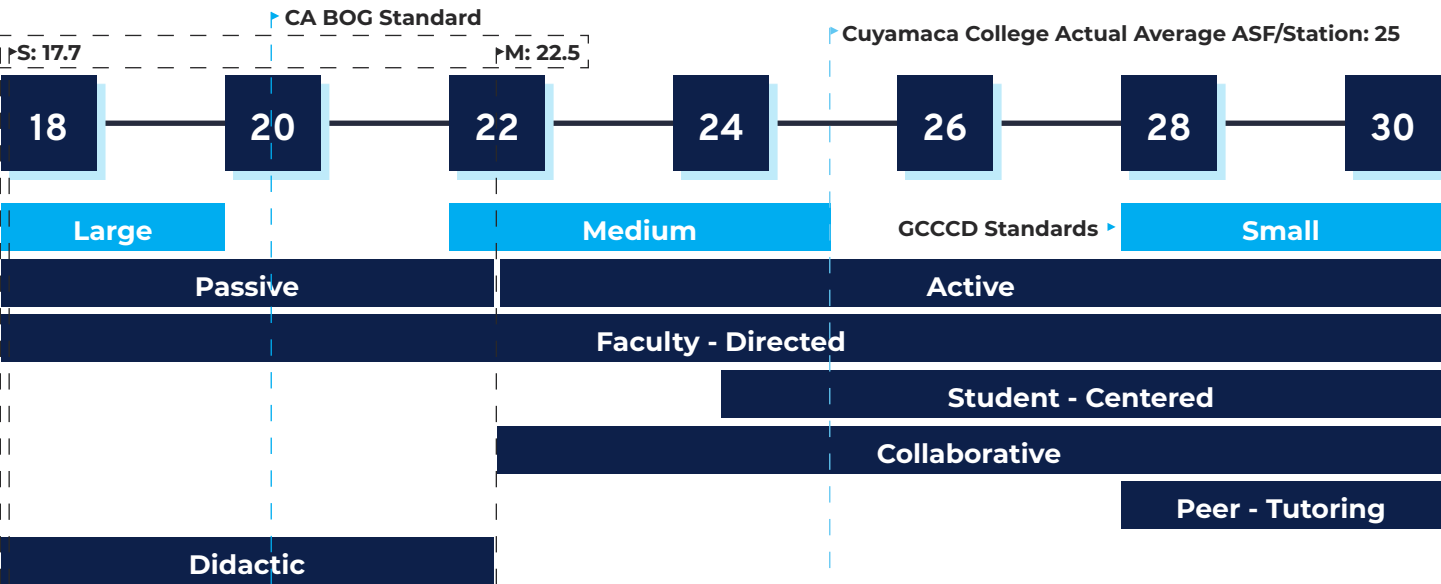 CA BOG Standard
Cuyamaca College Actual Average ASF/Station: 25
S: 17.7
M: 22.5
18
20
22
24
26
28
30
Large
Medium
GCCCD Standards
Small
Passive
Active
Faculty - Directed
Student - Centered
Collaborative
Peer - Tutoring
Didactic